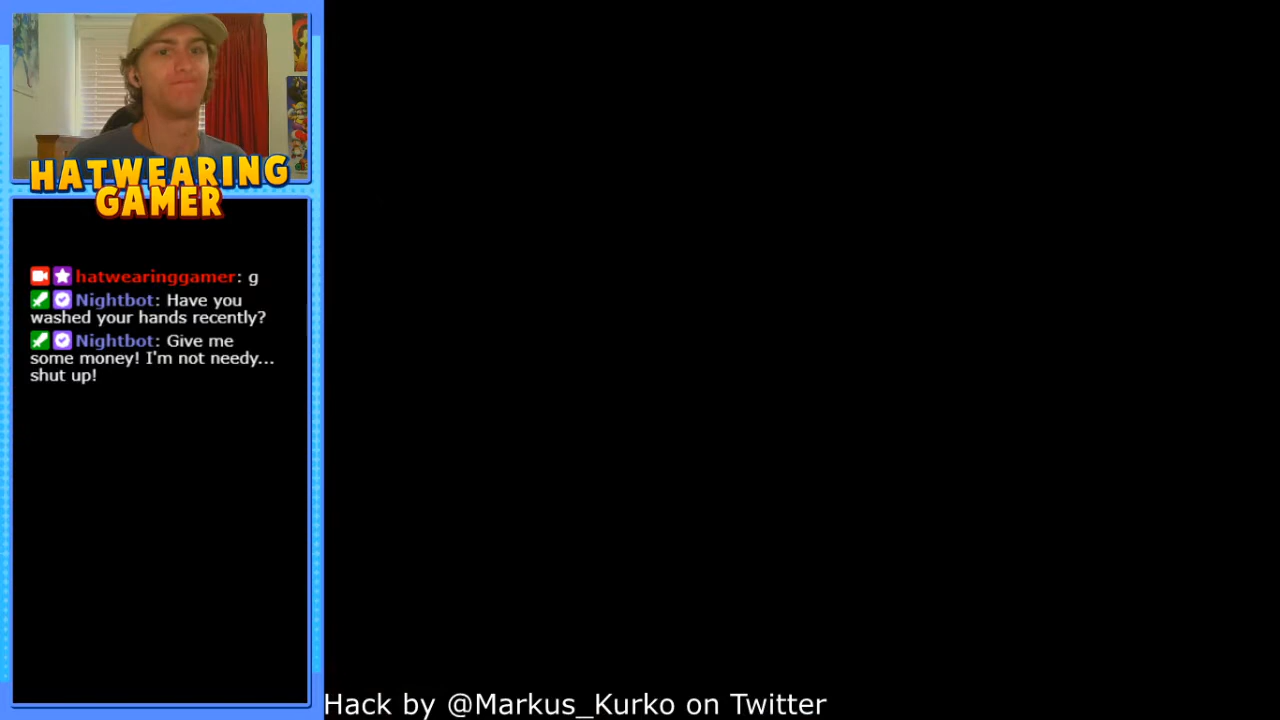 HATWEARING
GAMER
hatwearinggamer: g
Nightbot: Have you
washed your hands recently?
Nightbot: Give me
some money! I'm not needy...
shut up!
Hack by @Markus_Kurko on Twitter